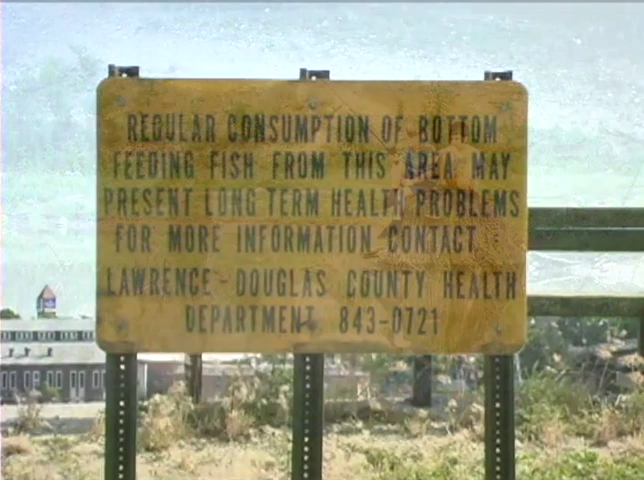 REGULAR CONSUMPTION OF BOTTOM
FEEDING FISH FROM THIS AREA MAY
PRESENT LONG TERM HEALTH PROBLEMS
FOR MORE INFORMATION CONTACT
LAWRENCE-DOUGLAS COUNTY HEALTH
DEPARTMENT 843-0721